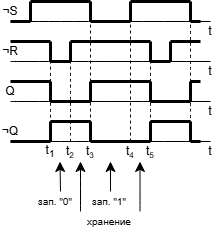 ¬S
t
¬R
t
Q
t
¬Q
t₁ t₂ t₃ t₄ t₅ t
зап. "0" зап. "1"
хранение